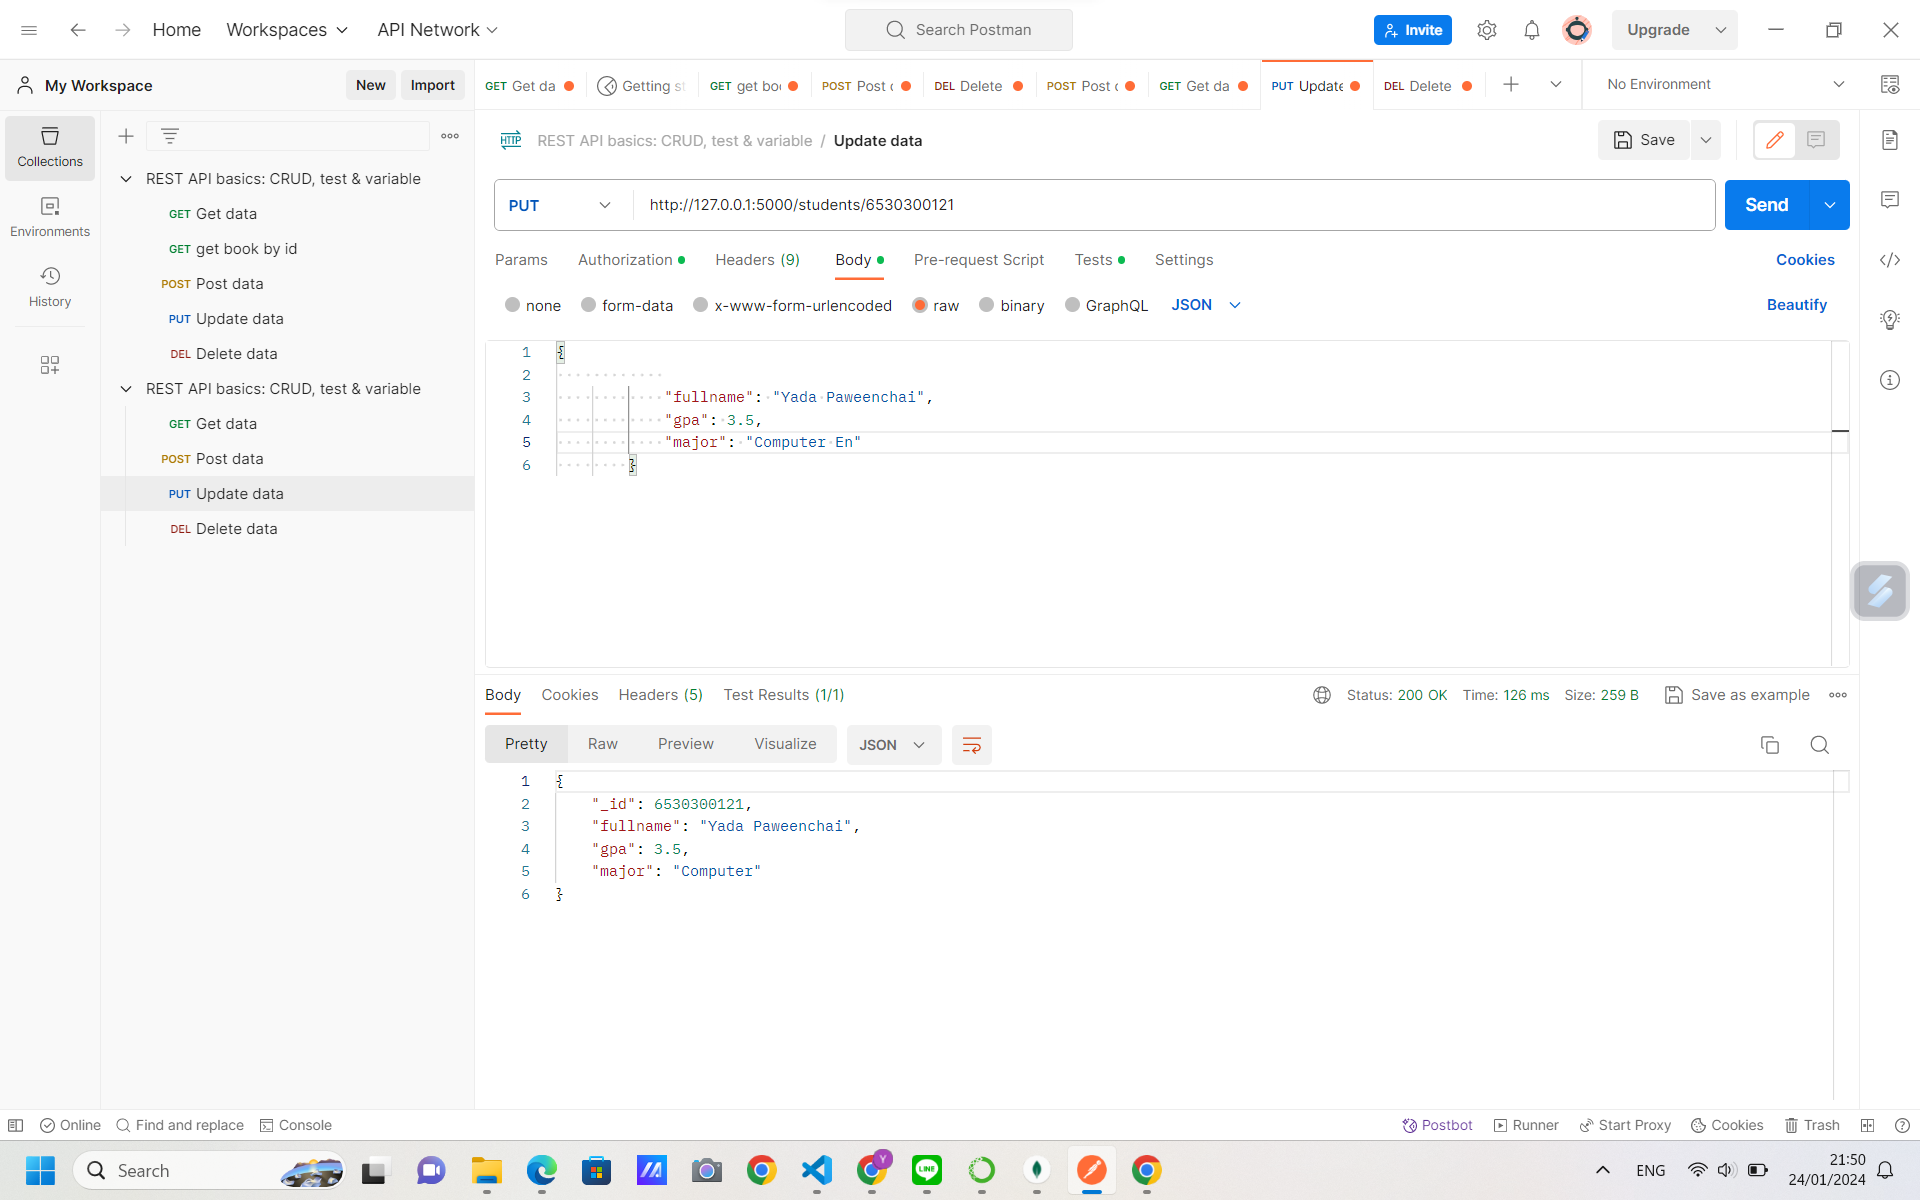 Home
Workspaces
API Network
Search Postman
Invite
Upgrade
My Workspace
New
Import
GET Get da
Getting st
GET get bo
POST Post
DEL Delete
POST Post
GET Get da
PUT Update
DEL Delete
No Environment
Collections
Environments
History
REST API basics: CRUD, test & variable
GET Get data
GET get book by id
POST Post data
PUT Update data
DEL Delete data
REST API basics: CRUD, test & variable
GET Get data
POST Post data
PUT Update data
DEL Delete data
HTTP REST API basics: CRUD, test & variable / Update data
Save
PUT
http://127.0.0.1:5000/students/6530300121
Send
Params
Authorization
Headers (9)
Body
Pre-request Script
Tests
Settings
Cookies
none
form-data
x-www-form-urlencoded
raw
binary
GraphQL
JSON
Beautify
1 {
2
3 "fullname": "Yada Paweenchai",
4 "gpa": 3.5,
5 "major": "Computer En"
6 }
Body
Cookies
Headers (5)
Test Results (1/1)
Status: 200 OK
Time: 126 ms
Size: 259 B
Save as example
Pretty
Raw
Preview
Visualize
JSON
1 {
2 "_id": 6530300121,
3 "fullname": "Yada Paweenchai",
4 "gpa": 3.5,
5 "major": "Computer"
6 }
Online
Find and replace
Console
Postbot
Runner
Start Proxy
Cookies
Trash
Search
Y
LINE
ENG
21:50
24/01/2024